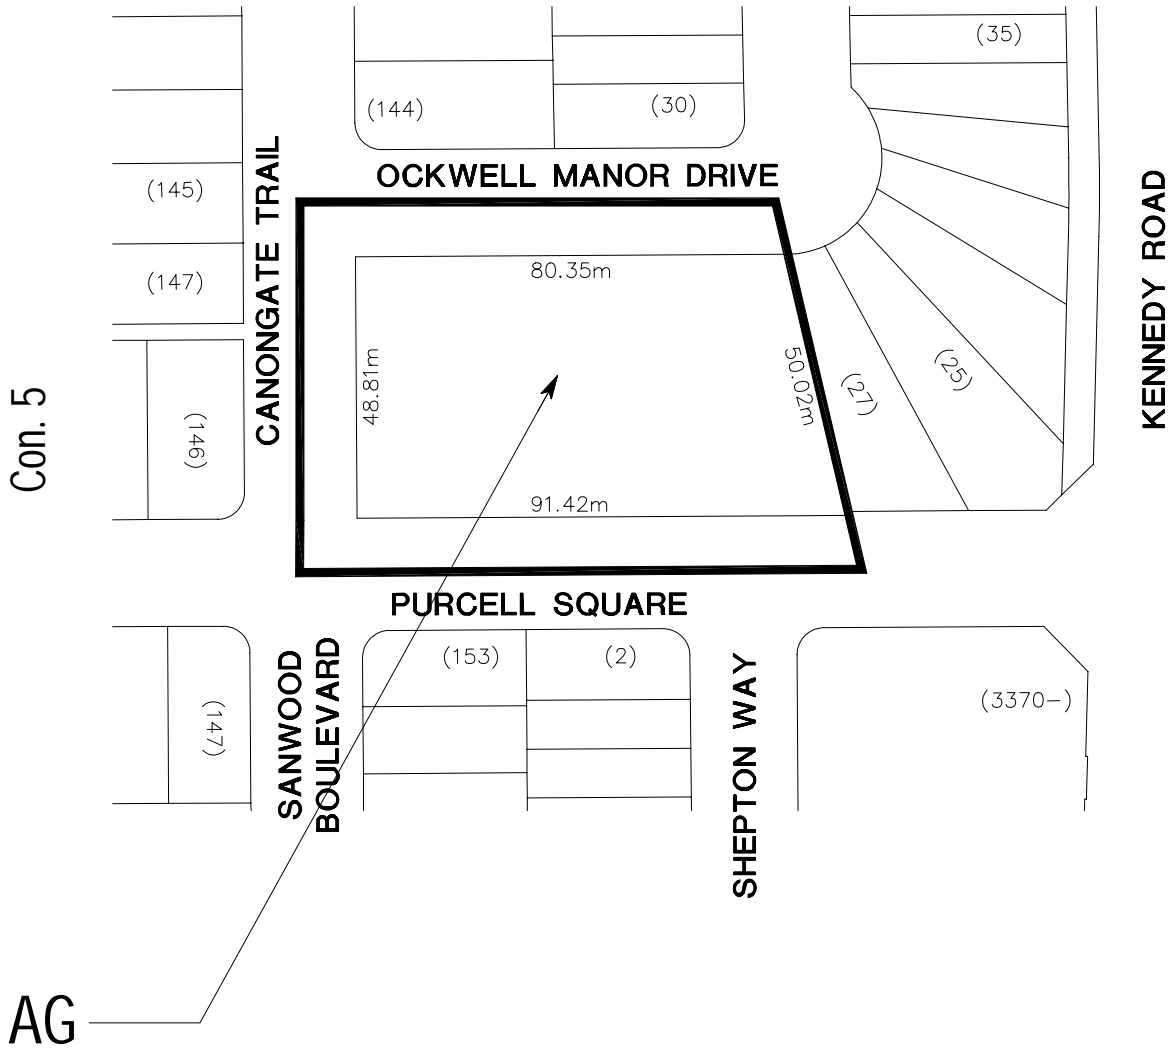 (35)
(144)
(30)
OCKWELL MANOR DRIVE
(145)
CANONGATE TRAIL
KENNEDY ROAD
80.35m
(147)
48.81m
50.02m
(27)
(25)
Con. 5
(146)
91.42m
PURCELL SQUARE
(153)
(2)
(147)
SANWOOD
BOULEVARD
SHEPTON WAY
(3370-)
AG